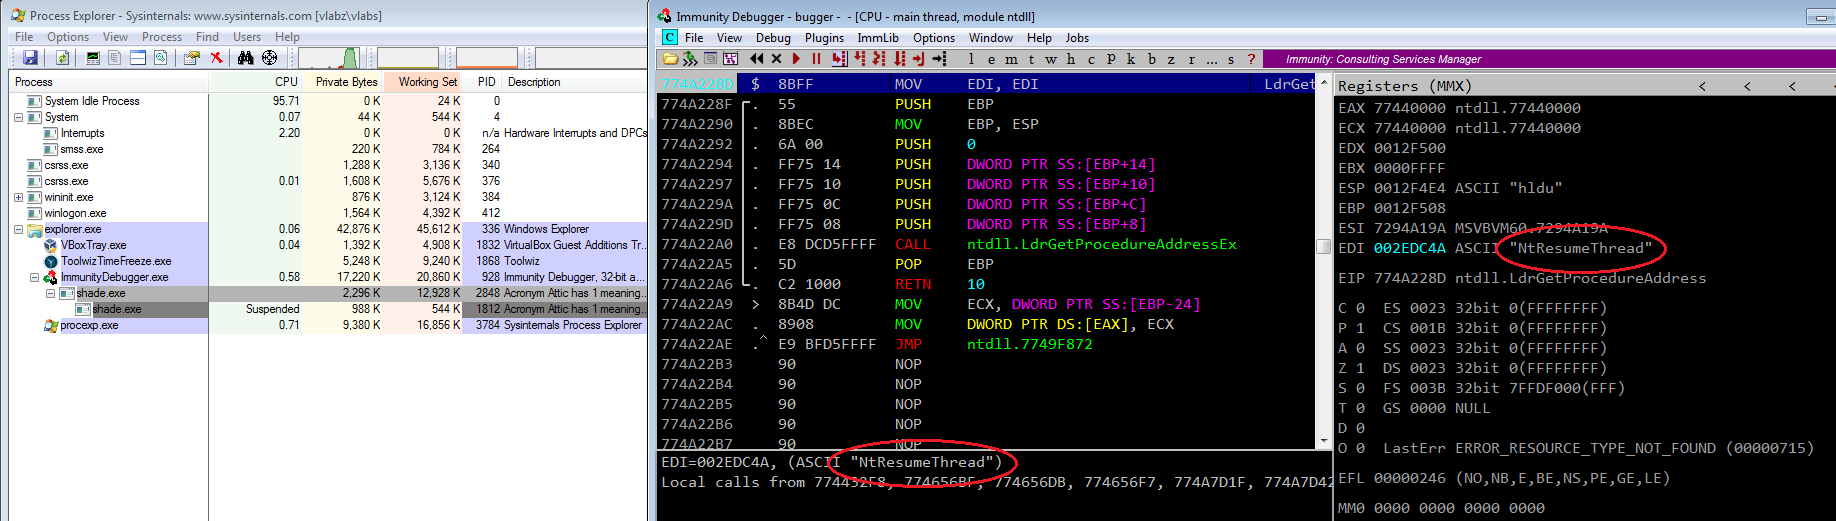 Process Explorer - Sysinternals: www.sysinternals.com [vlabz\vlabs]
File Options View Process Find Users Help
Process CPU Private Bytes Working Set PID Description
System Idle Process 95.71 0 K 24 K 0
System 0.07 44 K 544 K 4
Interrupts 2.20 0 K 0 K n/a Hardware Interrupts and DPCs
smss.exe 220 K 784 K 264
csrss.exe 1,288 K 3,136 K 340
csrss.exe 0.01 1,608 K 5,676 K 376
wininit.exe 876 K 3,124 K 384
winlogon.exe 1,564 K 4,392 K 412
explorer.exe 0.06 42,876 K 45,612 K 336 Windows Explorer
VBoxTray.exe 0.04 1,392 K 4,908 K 1832 VirtualBox Guest Additions Tr...
ToolwizTimeFreeze.exe 5,248 K 9,240 K 1868 Toolwiz
ImmunityDebugger.exe 0.58 17,220 K 20,860 K 928 Immunity Debugger, 32-bit a...
shade.exe 2,296 K 12,928 K 2848 Acronym Attic has 1 meaning...
shade.exe Suspended 988 K 544 K 1812 Acronym Attic has 1 meaning...
procexp.exe 0.71 9,380 K 16,856 K 3784 Sysinternals Process Explorer
Immunity Debugger - bugger - - [CPU - main thread, module ntdll]
C File View Debug Plugins ImmLib Options Window Help Jobs
l e m t w h c p k b z r ... s ?
Immunity: Consulting Services Manager
774A228D $ 8BFF MOV EDI, EDI LdrGet
774A228F . 55 PUSH EBP
774A2290 . 8BEC MOV EBP, ESP
774A2292 . 6A 00 PUSH 0
774A2294 . FF75 14 PUSH DWORD PTR SS:[EBP+14]
774A2297 . FF75 10 PUSH DWORD PTR SS:[EBP+10]
774A229A . FF75 0C PUSH DWORD PTR SS:[EBP+C]
774A229D . FF75 08 PUSH DWORD PTR SS:[EBP+8]
774A22A0 . E8 DCD5FFFF CALL ntdll.LdrGetProcedureAddressEx
774A22A5 . 5D POP EBP
774A22A6 . C2 1000 RETN 10
774A22A9 > 8B4D DC MOV ECX, DWORD PTR SS:[EBP-24]
774A22AC . 8908 MOV DWORD PTR DS:[EAX], ECX
774A22AE .^ E9 BFD5FFFF JMP ntdll.7749F872
774A22B3 90 NOP
774A22B4 90 NOP
774A22B5 90 NOP
774A22B6 90 NOP
774A22B7 90 NOP
EDI=002EDC4A, (ASCII "NtResumeThread")
Local calls from 774432F8, 774656BF, 774656DB, 774656F7, 774A7D1F, 774A7D42
Registers (MMX) < < < <
EAX 77440000 ntdll.77440000
ECX 77440000 ntdll.77440000
EDX 0012F500
EBX 0000FFFF
ESP 0012F4E4 ASCII "hldu"
EBP 0012F508
ESI 7294A19A MSVBVM60.7294A19A
EDI 002EDC4A ASCII "NtResumeThread"
EIP 774A228D ntdll.LdrGetProcedureAddress
C 0 ES 0023 32bit 0(FFFFFFFF)
P 1 CS 001B 32bit 0(FFFFFFFF)
A 0 SS 0023 32bit 0(FFFFFFFF)
Z 1 DS 0023 32bit 0(FFFFFFFF)
S 0 FS 003B 32bit 7FFDF000(FFF)
T 0 GS 0000 NULL
D 0
O 0 LastErr ERROR_RESOURCE_TYPE_NOT_FOUND (00000715)
EFL 00000246 (NO,NB,E,BE,NS,PE,GE,LE)
MM0 0000 0000 0000 0000